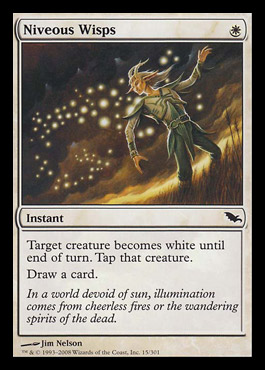 Niveous Wisps
Instant
Target creature becomes white until
end of turn. Tap that creature.
Draw a card.
In a world devoid of sun, illumination
comes from cheerless fires or the wandering
spirits of the dead.
Jim Nelson
™ & © 1993–2008 Wizards of the Coast, Inc. 15/301